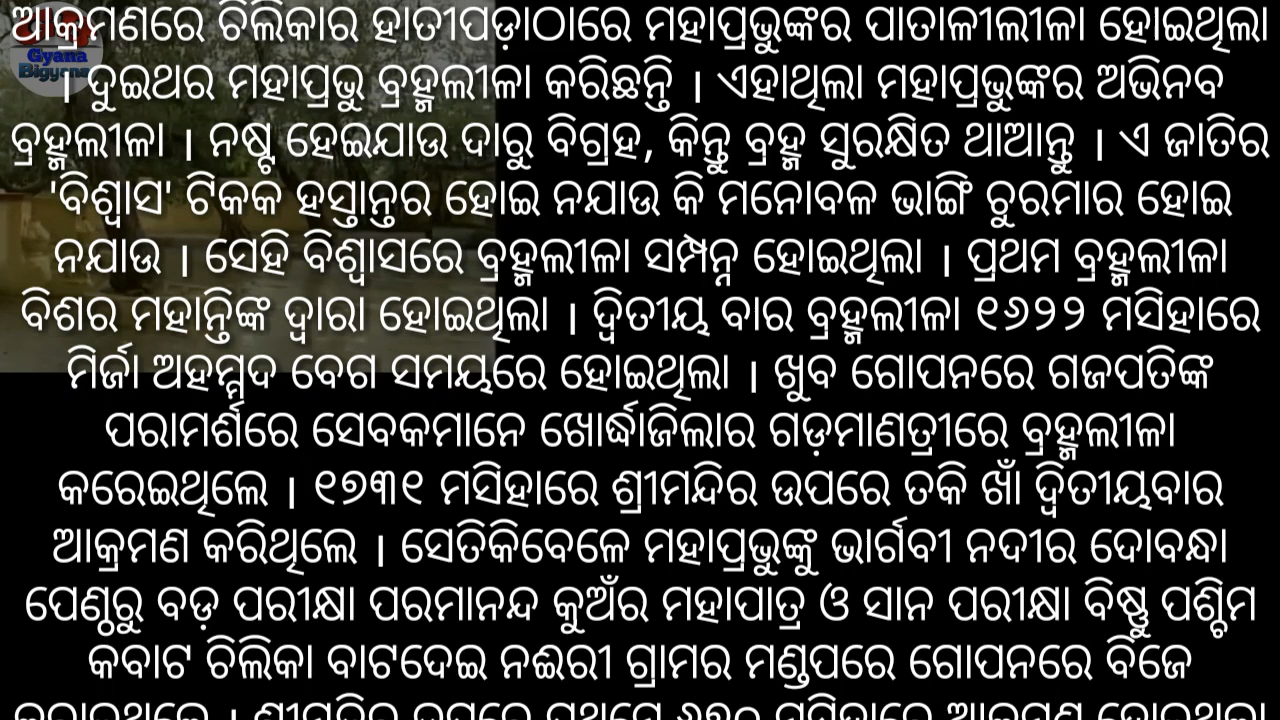 ଆକ୍ରମଣରେ ଚିଲିକାର ହାତୀପଡ଼ାଠାରେ ମହାପ୍ରଭୁଙ୍କର ପାତାଳୀଲୀଳା ହୋଇଥିଲା
Gyana
Bigyana
। ଦୁଇଥର ମହାପ୍ରଭୁ ବ୍ରହ୍ମଲୀଳା କରିଛନ୍ତି । ଏହାଥିଲା ମହାପ୍ରଭୁଙ୍କର ଅଭିନବ
ବ୍ରହ୍ମଲୀଳା । ନଷ୍ଟ ହେଇଯାଉ ଦାରୁ ବିଗ୍ରହ, କିନ୍ତୁ ବ୍ରହ୍ମ ସୁରକ୍ଷିତ ଥାଆନ୍ତୁ । ଏ ଜାତିର
'ବିଶ୍ୱାସ' ଟିକକ ହସ୍ତାନ୍ତର ହୋଇ ନଯାଉ କି ମନୋବଳ ଭାଙ୍ଗି ଚୁରମାର ହୋଇ
ନଯାଉ । ସେହି ବିଶ୍ୱାସରେ ବ୍ରହ୍ମଲୀଳା ସମ୍ପନ୍ନ ହୋଇଥିଲା । ପ୍ରଥମ ବ୍ରହ୍ମଲୀଳା
ବିଶର ମହାନ୍ତିଙ୍କ ଦ୍ୱାରା ହୋଇଥିଲା । ଦ୍ୱିତୀୟ ବାର ବ୍ରହ୍ମଲୀଳା ୧୬୨୨ ମସିହାରେ
ମିର୍ଜା ଅହମ୍ମଦ ବେଗ ସମୟରେ ହୋଇଥିଲା । ଖୁବ ଗୋପନରେ ଗଜପତିଙ୍କ
ପରାମର୍ଶରେ ସେବକମାନେ ଖୋର୍ଦ୍ଧାଜିଲାର ଗଡ଼ମାଣତ୍ରୀରେ ବ୍ରହ୍ମଲୀଳା
କରେଇଥିଲେ । ୧୭୩୧ ମସିହାରେ ଶ୍ରୀମନ୍ଦିର ଉପରେ ତକି ଖାଁ ଦ୍ୱିତୀୟବାର
ଆକ୍ରମଣ କରିଥିଲେ । ସେତିକିବେଳେ ମହାପ୍ରଭୁଙ୍କୁ ଭାର୍ଗବୀ ନଦୀର ଦୋବନ୍ଧା
ପେଣ୍ଠରୁ ବଡ଼ ପରୀକ୍ଷା ପରମାନନ୍ଦ କୁଅଁର ମହାପାତ୍ର ଓ ସାନ ପରୀକ୍ଷା ବିଷ୍ଣୁ ପଶ୍ଚିମ
କବାଟ ଚିଲିକା ବାଟଦେଇ ନଈରୀ ଗ୍ରାମର ମଣ୍ଡପରେ ଗୋପନରେ ବିଜେ